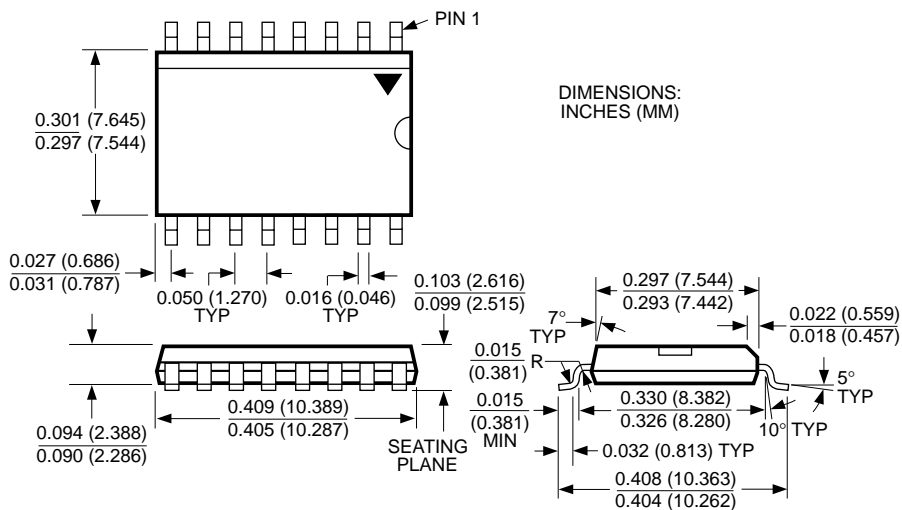 PIN 1
DIMENSIONS:
INCHES (MM)
0.301 (7.645)
0.297 (7.544)
0.027 (0.686)
0.031 (0.787)
0.050 (1.270)
TYP
0.016 (0.046)
TYP
0.103 (2.616)
0.099 (2.515)
0.297 (7.544)
0.293 (7.442)
0.022 (0.559)
0.018 (0.457)
7°
TYP
0.015
(0.381)
R
0.015
(0.381)
MIN
0.330 (8.382)
0.326 (8.280)
5°
TYP
10° TYP
0.409 (10.389)
0.405 (10.287)
0.094 (2.388)
0.090 (2.286)
SEATING
PLANE
0.032 (0.813) TYP
0.408 (10.363)
0.404 (10.262)